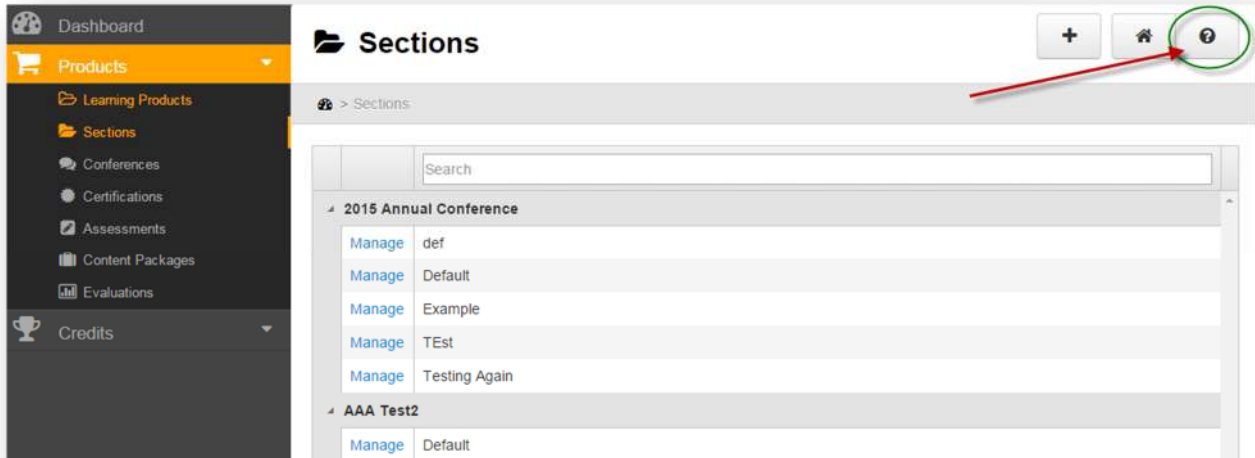 Dashboard
Products
Learning Products
Sections
Conferences
Certifications
Assessments
Content Packages
Evaluations
Credits
Sections
> Sections
Search
2015 Annual Conference
Manage def
Manage Default
Manage Example
Manage TEst
Manage Testing Again
AAA Test2
Manage Default